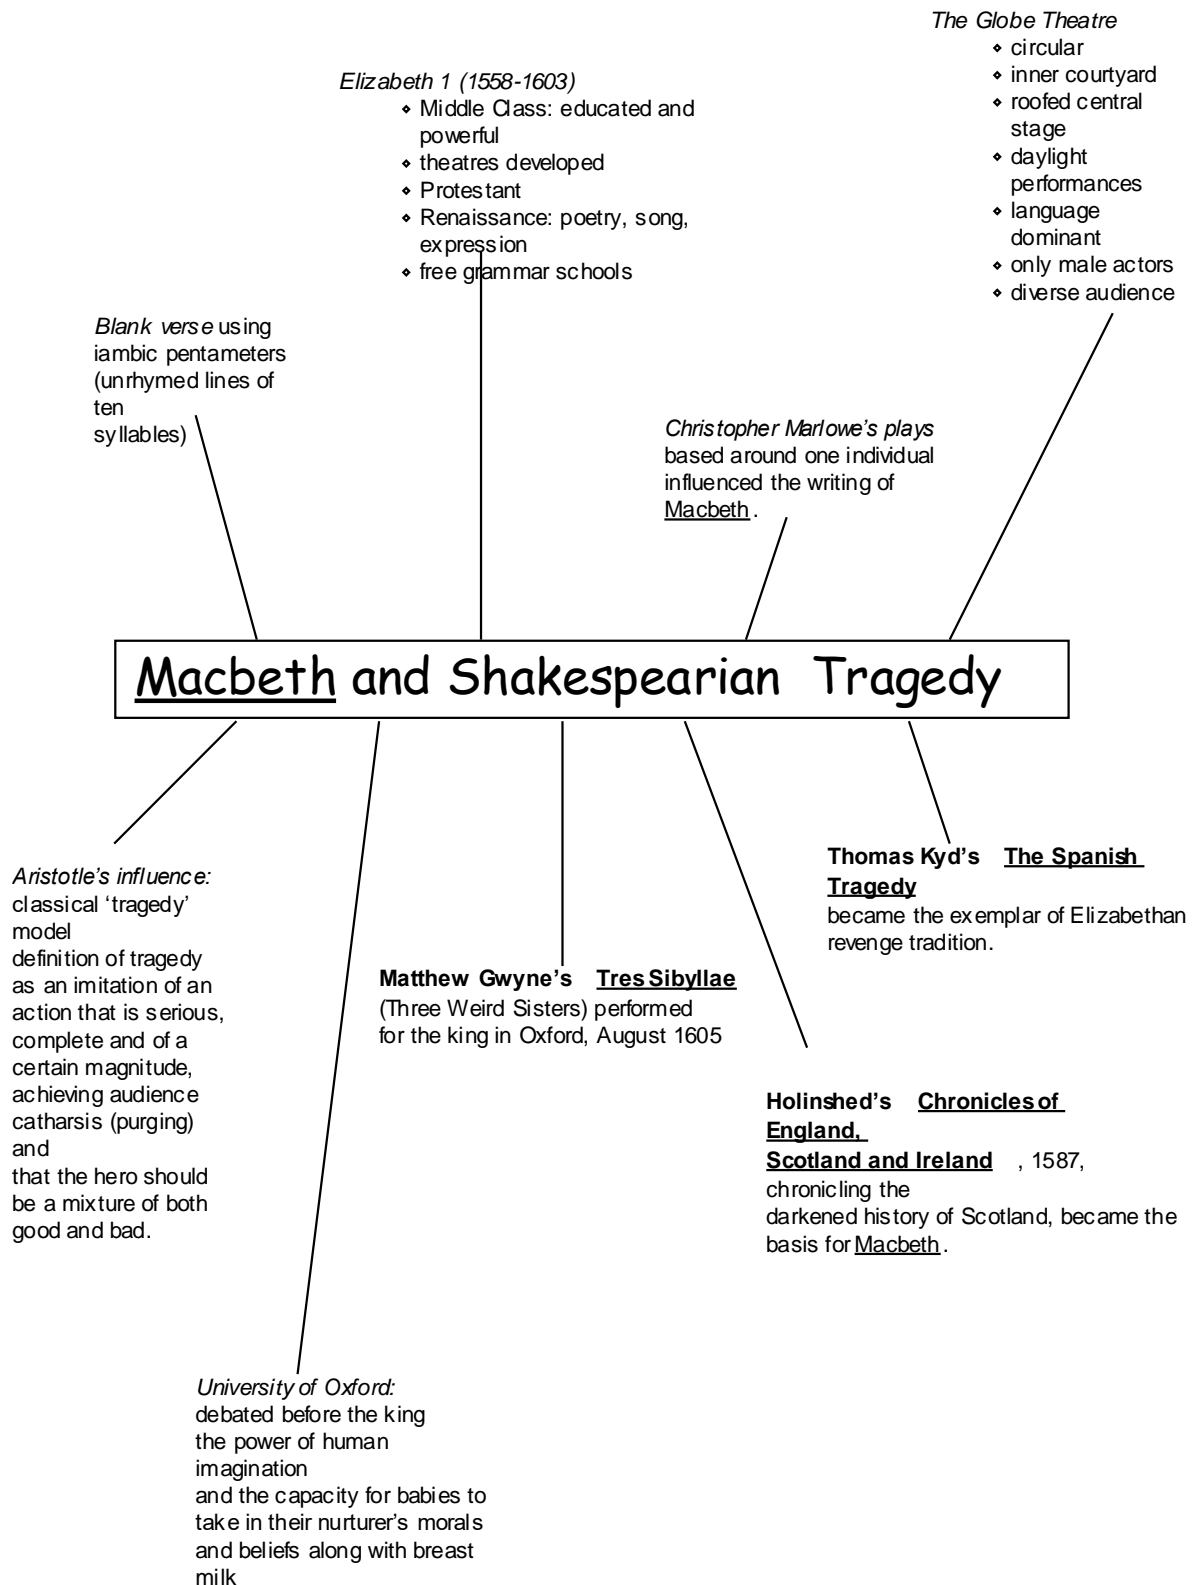 The Globe Theatre
circular
inner courtyard
roofed central
stage
daylight
performances
language
dominant
only male actors
diverse audience
Elizabeth 1 (1558-1603)
Middle Class: educated and
powerful
theatres developed
Protestant
Renaissance: poetry, song,
expression
free grammar schools
Blank verse using
iambic pentameters
(unrhymed lines of
ten
syllables)
Christopher Marlowe's plays
based around one individual
influenced the writing of
Macbeth.
Macbeth and Shakespearian Tragedy
Aristotle's influence:
classical 'tragedy'
model
definition of tragedy
as an imitation of an
action that is serious,
complete and of a
certain magnitude,
achieving audience
catharsis (purging)
and
that the hero should
be a mixture of both
good and bad.
Thomas Kyd's The Spanish
Tragedy
became the exemplar of Elizabethan
revenge tradition.
Matthew Gwyne's Tres Sibyllae
(Three Weird Sisters) performed
for the king in Oxford, August 1605
Holinshed's Chronicles of
England,
Scotland and Ireland , 1587,
chronicling the
darkened history of Scotland, became the
basis for Macbeth.
University of Oxford:
debated before the king
the power of human
imagination
and the capacity for babies to
take in their nurturer's morals
and beliefs along with breast
milk